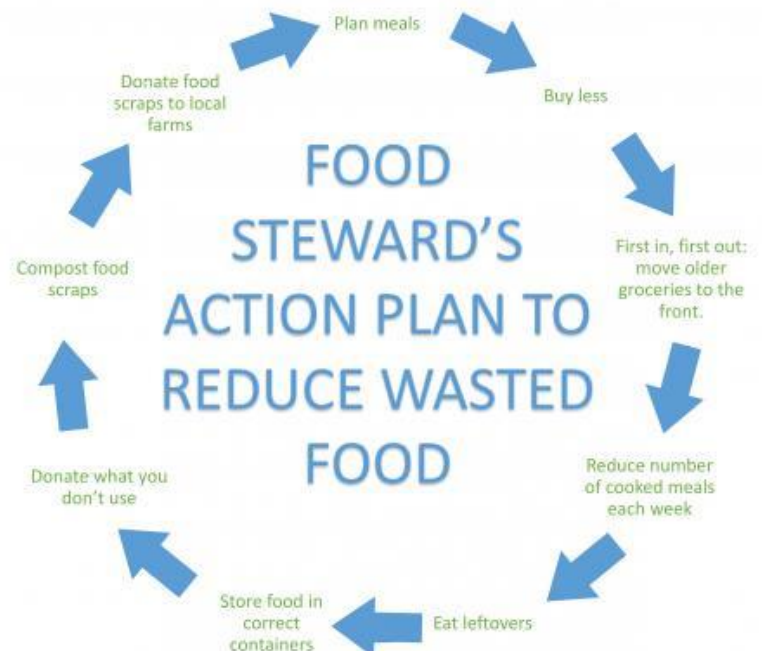 Plan meals
Buy less
First in, first out:
move older
groceries to the
front.
Reduce number
of cooked meals
each week
Eat leftovers
Store food in
correct
containers
Donate what you
don't use
Compost food
scraps
Donate food
scraps to local
farms
FOOD
STEWARD'S
ACTION PLAN TO
REDUCE WASTED
FOOD